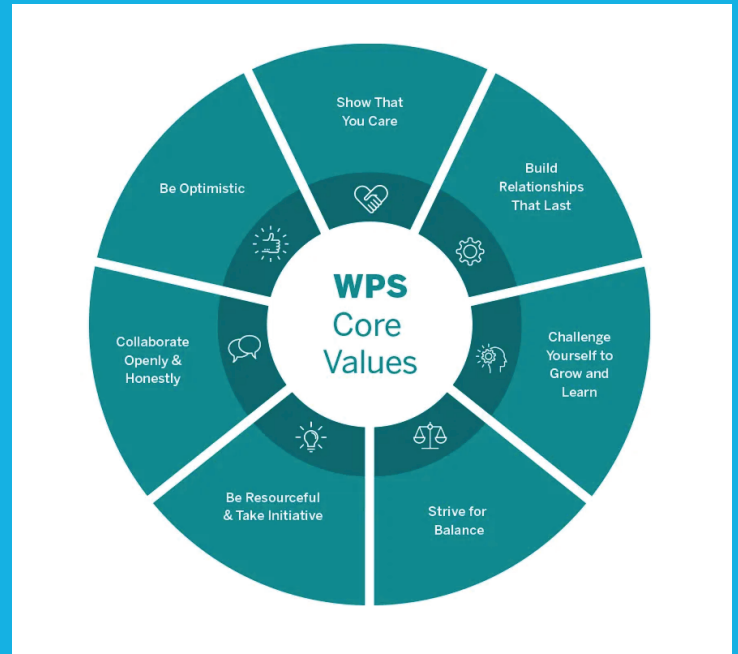 WPS
Core
Values
Show That
You Care
Build
Relationships
That Last
Challenge
Yourself to
Grow and
Learn
Strive for
Balance
Be Resourceful
& Take Initiative
Collaborate
Openly &
Honestly
Be Optimistic